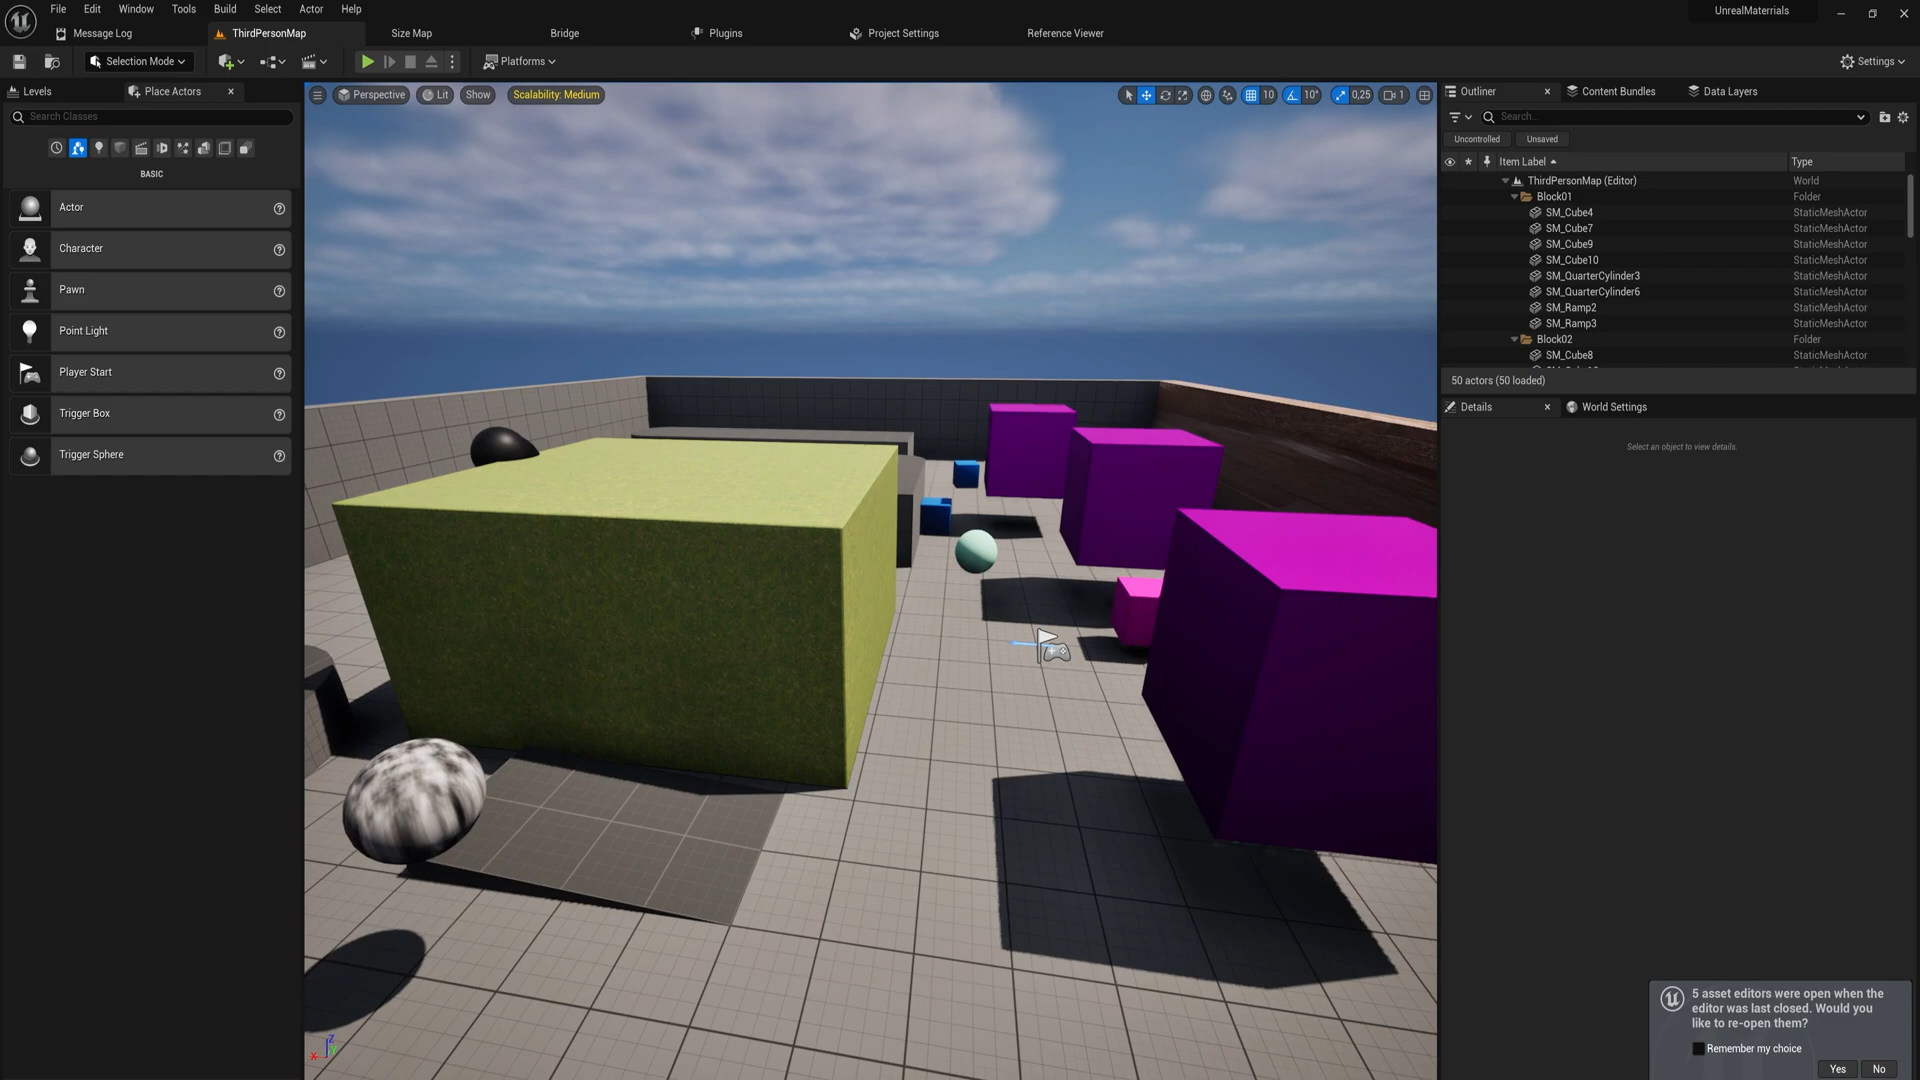 File Edit Window Tools Build Select Actor Help
UnrealMaterrials
Message Log
ThirdPersonMap
Size Map
Bridge
Plugins
Project Settings
Reference Viewer
Selection Mode
Platforms
Settings
Levels
Place Actors
Search Classes
BASIC
Actor
Character
Pawn
Point Light
Player Start
Trigger Box
Trigger Sphere
Perspective Lit Show Scalability: Medium
10 10° 0,25 1
Outliner
Content Bundles
Data Layers
Search...
Uncontrolled Unsaved
Item Label Type
ThirdPersonMap (Editor) World
Block01 Folder
SM_Cube4 StaticMeshActor
SM_Cube7 StaticMeshActor
SM_Cube9 StaticMeshActor
SM_Cube10 StaticMeshActor
SM_QuarterCylinder3 StaticMeshActor
SM_QuarterCylinder6 StaticMeshActor
SM_Ramp2 StaticMeshActor
SM_Ramp3 StaticMeshActor
Block02 Folder
SM_Cube8 StaticMeshActor
50 actors (50 loaded)
Details
World Settings
Select an object to view details.
X Z
5 asset editors were open when the
editor was last closed. Would you
like to re-open them?
Remember my choice
Yes No